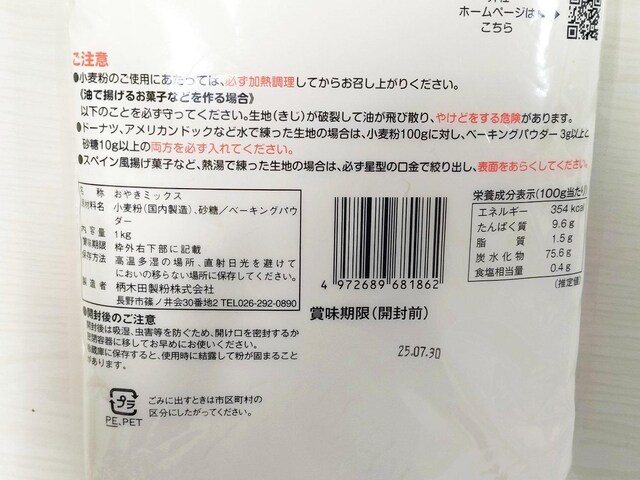 ホームページは
こちら
ご注意
●小麦粉のご使用にあたっては、必ず加熱調理してからお召し上がりください。
《油で揚げるお菓子などを作る場合》
以下のことを必ず守ってください。生地(きじ)が破裂して油が飛び散り、やけどをする危険があります。
●ドーナツ、アメリカンドックなど水で練った生地の場合は、小麦粉100gに対し、ベーキングパウダー3g以上と
砂糖10g以上の両方を必ず入れてください。
●スペイン風揚げ菓子など、熱湯で練った生地の場合は、必ず星型の口金で絞り出し、表面をあらくしてください。
名 称 おやきミックス
原材料名 小麦粉(国内製造)、砂糖/ベーキングパウ
ダー
内 容 量 1kg
賞味期限 枠外右下部に記載
保存方法 高温多湿の場所、直射日光を避けて
においの移らない場所に保存してください。
製 造 者 柄木田製粉株式会社
長野市篠ノ井会30番地2 TEL026-292-0890
●開封後のご注意
開封後は吸湿、虫害等を防ぐため、開け口を密封するか
密閉容器に移してお早めにお使いください。
冷蔵庫に保存すると、使用時に結露して粉が固まること
があります。
プラ
PE、PET
ごみに出すときは市区町村の
区分にしたがってください。
4 972689 681862
賞味期限(開封前)
25.07.30
栄養成分表示(100g当たり)
エネルギー 354 kcal
たんぱく質 9.6 g
脂 質 1.5 g
炭水化物 75.6 g
食塩相当量 0.4 g
(推定値)